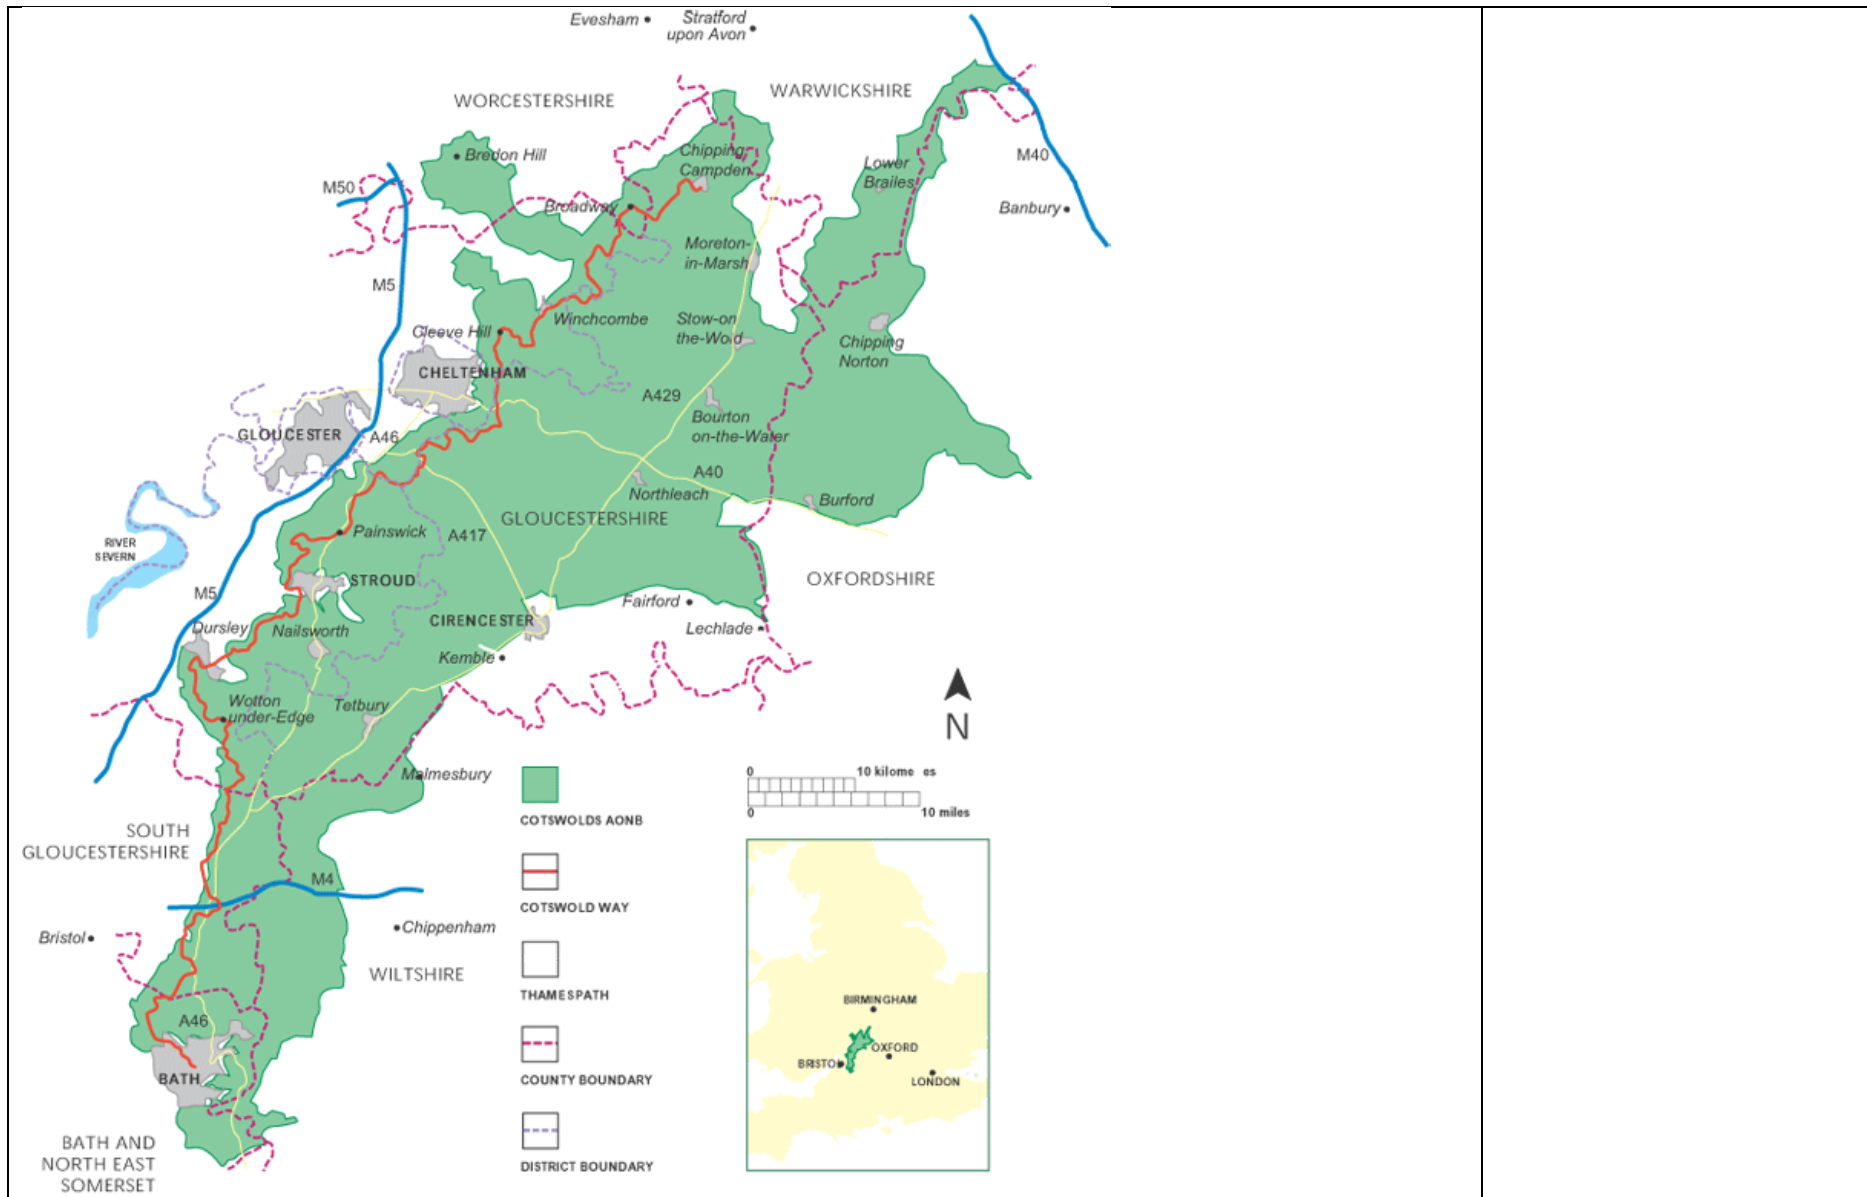 Evesham
Stratford
upon Avon
WORCESTERSHIRE
WARWICKSHIRE
Bredon Hill
Chipping
Campden
Lower
Brailes
M40
M50
Broadway
Banbury
Moreton-
in-Marsh
M5
Winchcombe
Stow-on
the-Wold
Cleeve Hill
Chipping
Norton
CHELTENHAM
A429
Bourton
on-the-Water
GLOUCESTER
A46
A40
Northleach
Burford
GLOUCESTERSHIRE
Painswick
A417
RIVER
SEVERN
STROUD
OXFORDSHIRE
M5
Fairford
CIRENCESTER
Lechlade
Dursley
Nailsworth
Kemble
Wotton
under-Edge
Tetbury
N
Malmesbury
0
10 kilome es
0
10 miles
COTSWOLDS AONB
SOUTH
GLOUCESTERSHIRE
M4
COTSWOLD WAY
Bristol
Chippenham
WILTSHIRE
THAMESPATH
BIRMINGHAM
A46
OXFORD
BRISTOL
LONDON
BATH
COUNTY BOUNDARY
BATH AND
NORTH EAST
SOMERSET
DISTRICT BOUNDARY